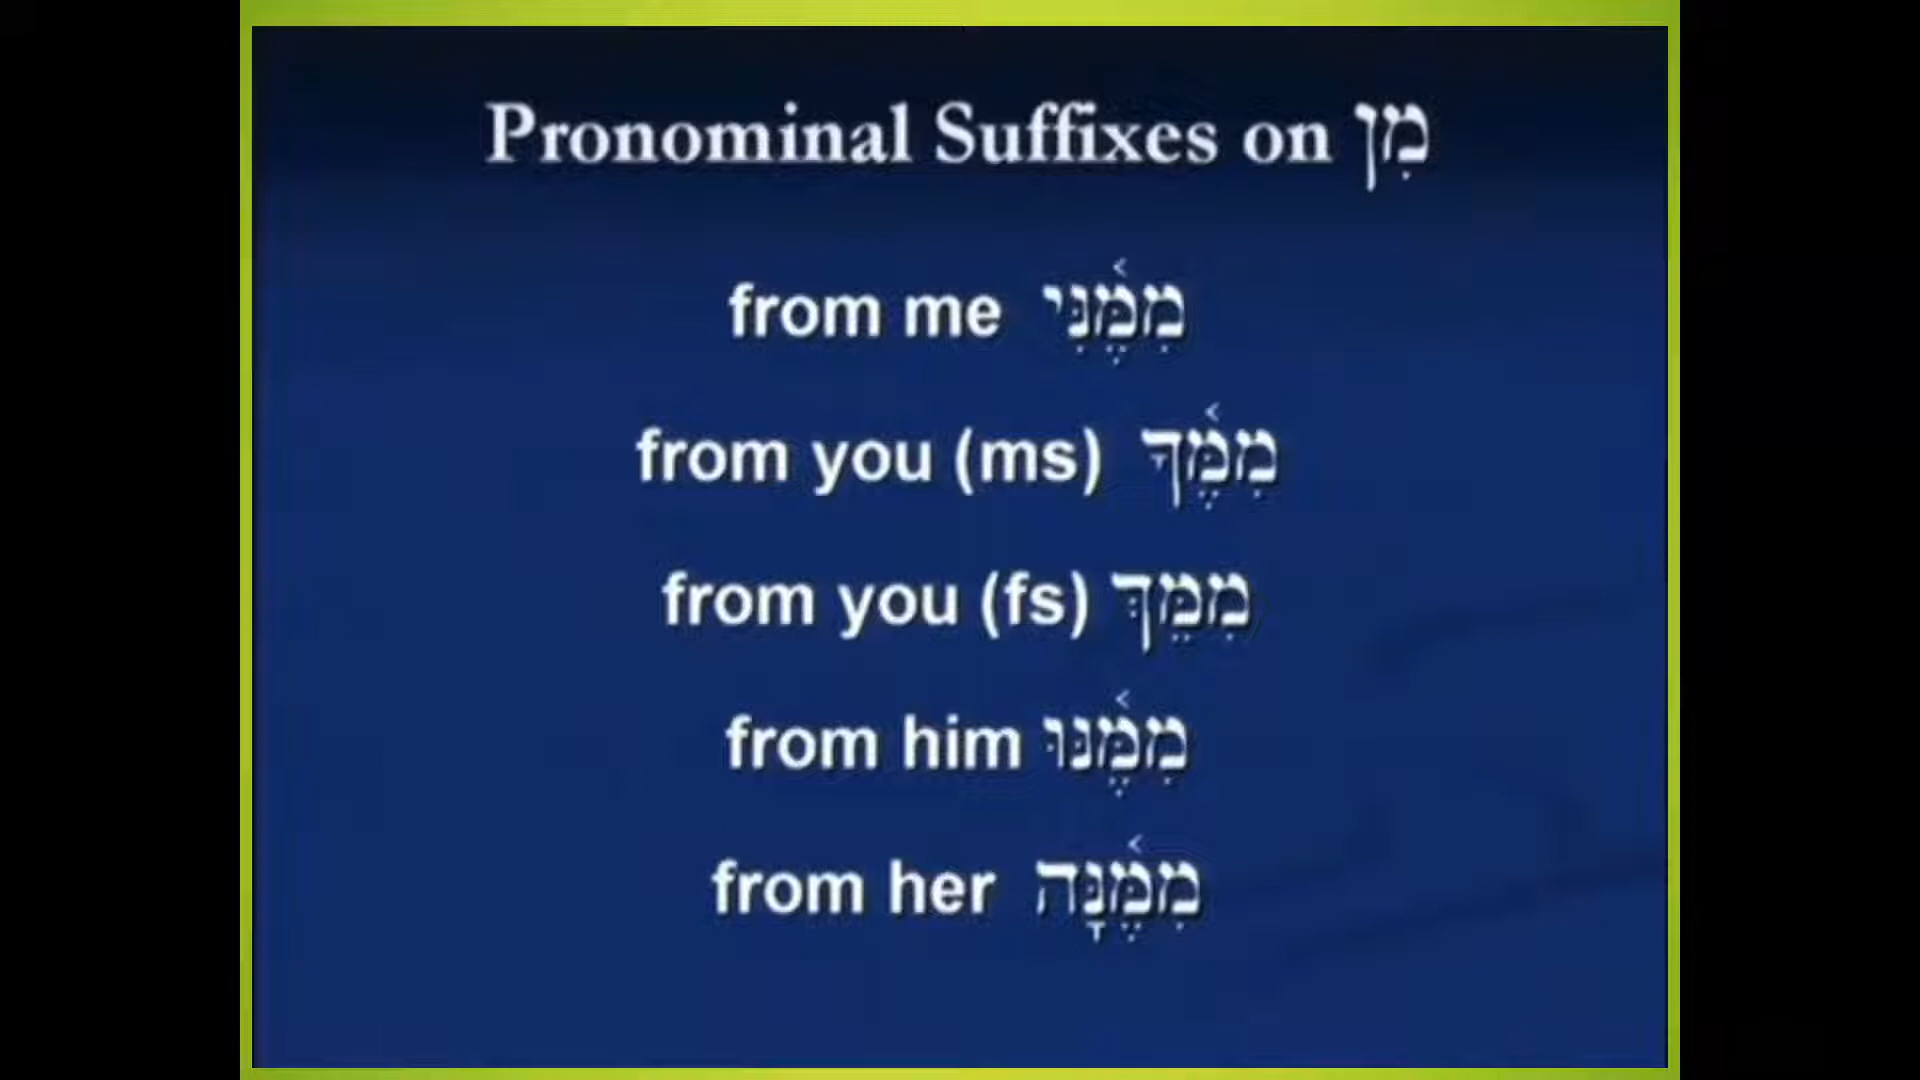 Pronominal Suffixes on מִן
from me מִמֶּ֫נִּי
from you (ms) מִמֶּ֫ךָ
from you (fs) מִמֵּךְ
from him מִמֶּ֫נּוּ
from her מִמֶּ֫נָּה